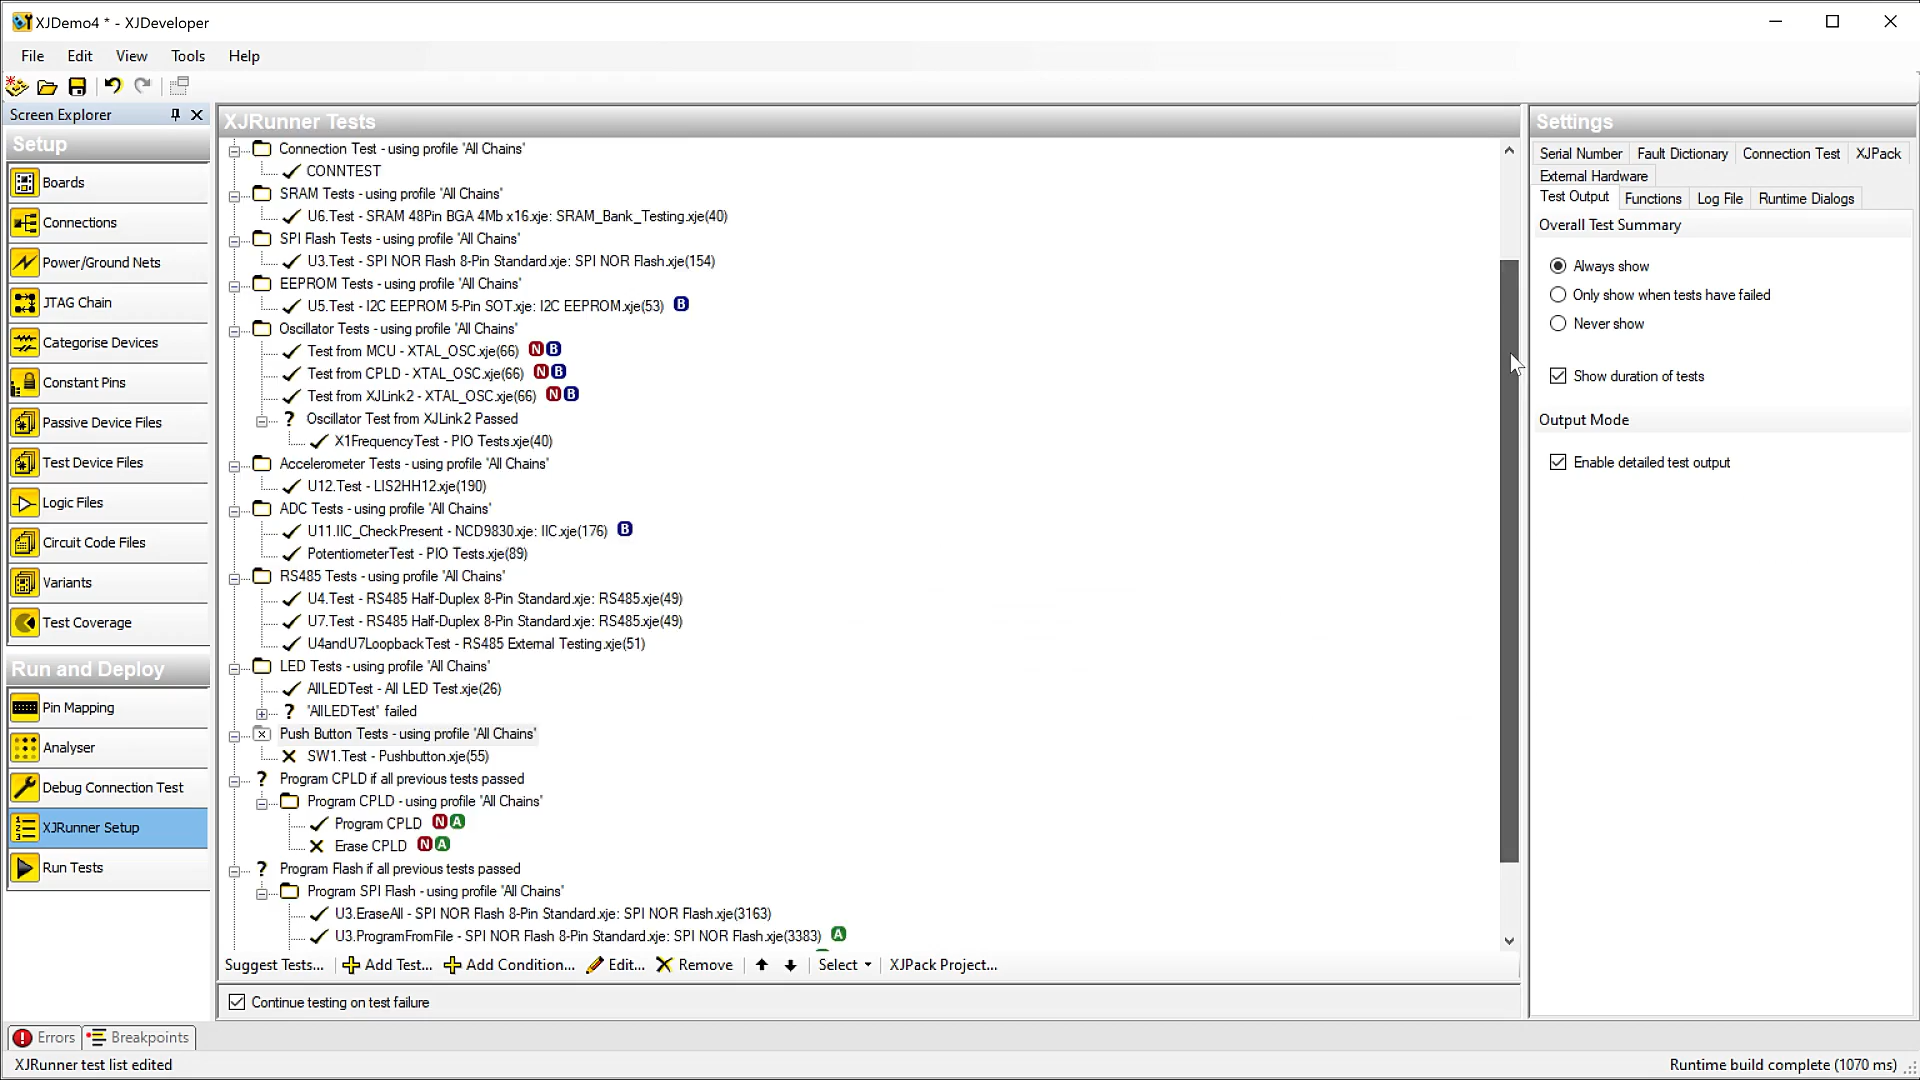 XJDemo4 * - XJDeveloper
File Edit View Tools Help
Screen Explorer
Setup
Boards
Connections
Power/Ground Nets
JTAG Chain
Categorise Devices
Constant Pins
Passive Device Files
Test Device Files
Logic Files
Circuit Code Files
Variants
Test Coverage
Run and Deploy
Pin Mapping
Analyser
Debug Connection Test
XJRunner Setup
Run Tests
XJRunner Tests
Connection Test - using profile 'All Chains'
CONNTEST
SRAM Tests - using profile 'All Chains'
U6.Test - SRAM 48Pin BGA 4Mb x16.xje: SRAM_Bank_Testing.xje(40)
SPI Flash Tests - using profile 'All Chains'
U3.Test - SPI NOR Flash 8-Pin Standard.xje: SPI NOR Flash.xje(154)
EEPROM Tests - using profile 'All Chains'
U5.Test - I2C EEPROM 5-Pin SOT.xje: I2C EEPROM.xje(53) B
Oscillator Tests - using profile 'All Chains'
Test from MCU - XTAL_OSC.xje(66) N B
Test from CPLD - XTAL_OSC.xje(66) N B
Test from XJLink2 - XTAL_OSC.xje(66) N B
? Oscillator Test from XJLink2 Passed
X1FrequencyTest - PIO Tests.xje(40)
Accelerometer Tests - using profile 'All Chains'
U12.Test - LIS2HH12.xje(190)
ADC Tests - using profile 'All Chains'
U11.IIC_CheckPresent - NCD9830.xje: IIC.xje(176) B
PotentiometerTest - PIO Tests.xje(89)
RS485 Tests - using profile 'All Chains'
U4.Test - RS485 Half-Duplex 8-Pin Standard.xje: RS485.xje(49)
U7.Test - RS485 Half-Duplex 8-Pin Standard.xje: RS485.xje(49)
U4andU7LoopbackTest - RS485 External Testing.xje(51)
LED Tests - using profile 'All Chains'
AllLEDTest - All LED Test.xje(26)
? "AllLEDTest" failed
Push Button Tests - using profile 'All Chains'
SW1.Test - Pushbutton.xje(55)
? Program CPLD if all previous tests passed
Program CPLD - using profile 'All Chains'
Program CPLD N A
Erase CPLD N A
? Program Flash if all previous tests passed
Program SPI Flash - using profile 'All Chains'
U3.EraseAll - SPI NOR Flash 8-Pin Standard.xje: SPI NOR Flash.xje(3163)
U3.ProgramFromFile - SPI NOR Flash 8-Pin Standard.xje: SPI NOR Flash.xje(3383) A
Suggest Tests... Add Test... Add Condition... Edit... Remove Select XJPack Project...
Continue testing on test failure
Settings
Serial Number Fault Dictionary Connection Test XJPack
External Hardware
Test Output Functions Log File Runtime Dialogs
Overall Test Summary
Always show
Only show when tests have failed
Never show
Show duration of tests
Output Mode
Enable detailed test output
Errors Breakpoints
XJRunner test list edited
Runtime build complete (1070 ms)